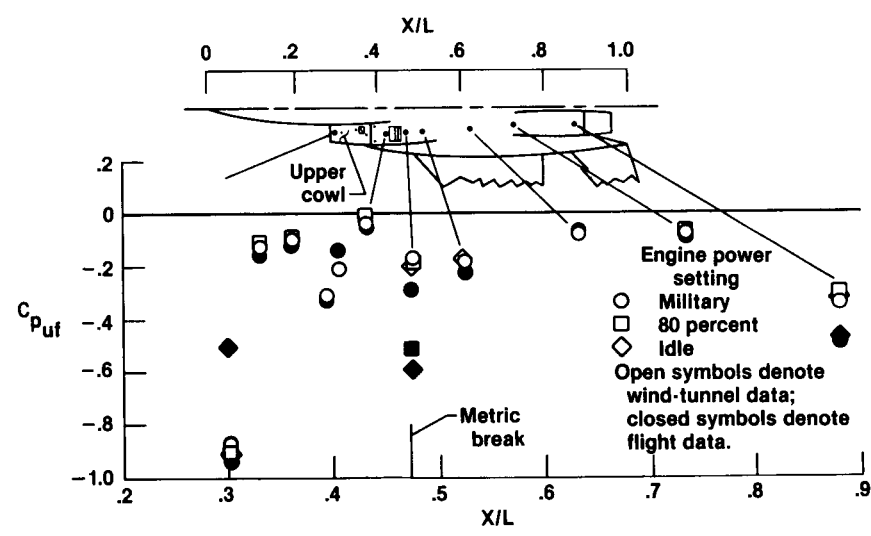 X/L
0 .2 .4 .6 .8 1.0
Upper
cowl
.2
0
−.2
−.4
−.6
−.8
−1.0
C
puf
Engine power
setting
Military
80 percent
Idle
Open symbols denote
wind-tunnel data;
closed symbols denote
flight data.
Metric
break
.2 .3 .4 .5 .6 .7 .8 .9
X/L